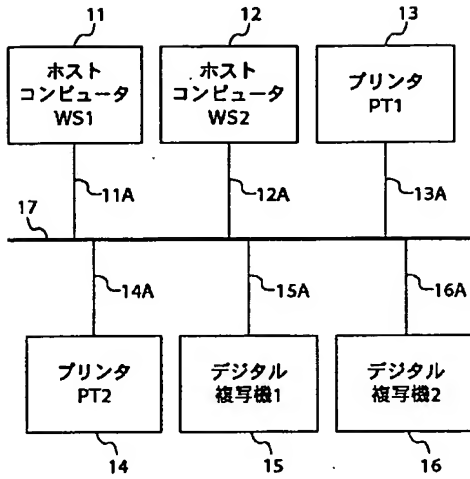 11
12
13
ホスト
コンピュータ
WS1
ホスト
コンピュータ
WS2
プリンタ
PT1
11A
12A
13A
17
14A
15A
16A
プリンタ
PT2
デジタル
複写機1
デジタル
複写機2
14
15
16